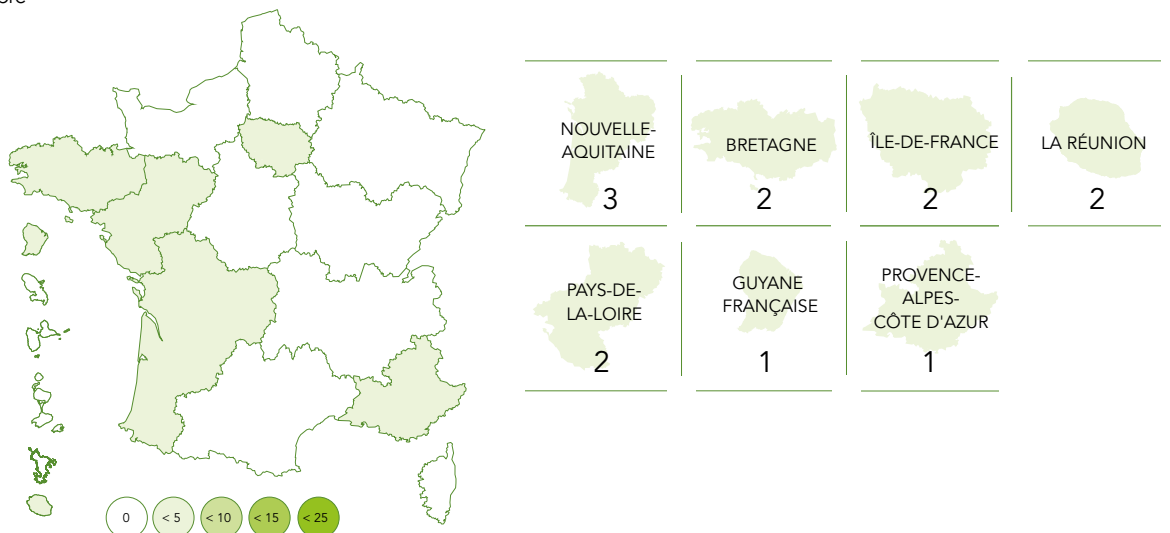 NOUVELLE-
AQUITAINE
3
BRETAGNE
2
ÎLE-DE-FRANCE
2
LA RÉUNION
2
PAYS-DE-
LA-LOIRE
2
GUYANE
FRANÇAISE
1
PROVENCE-
ALPES-
CÔTE D'AZUR
1
0
< 5
< 10
< 15
< 25